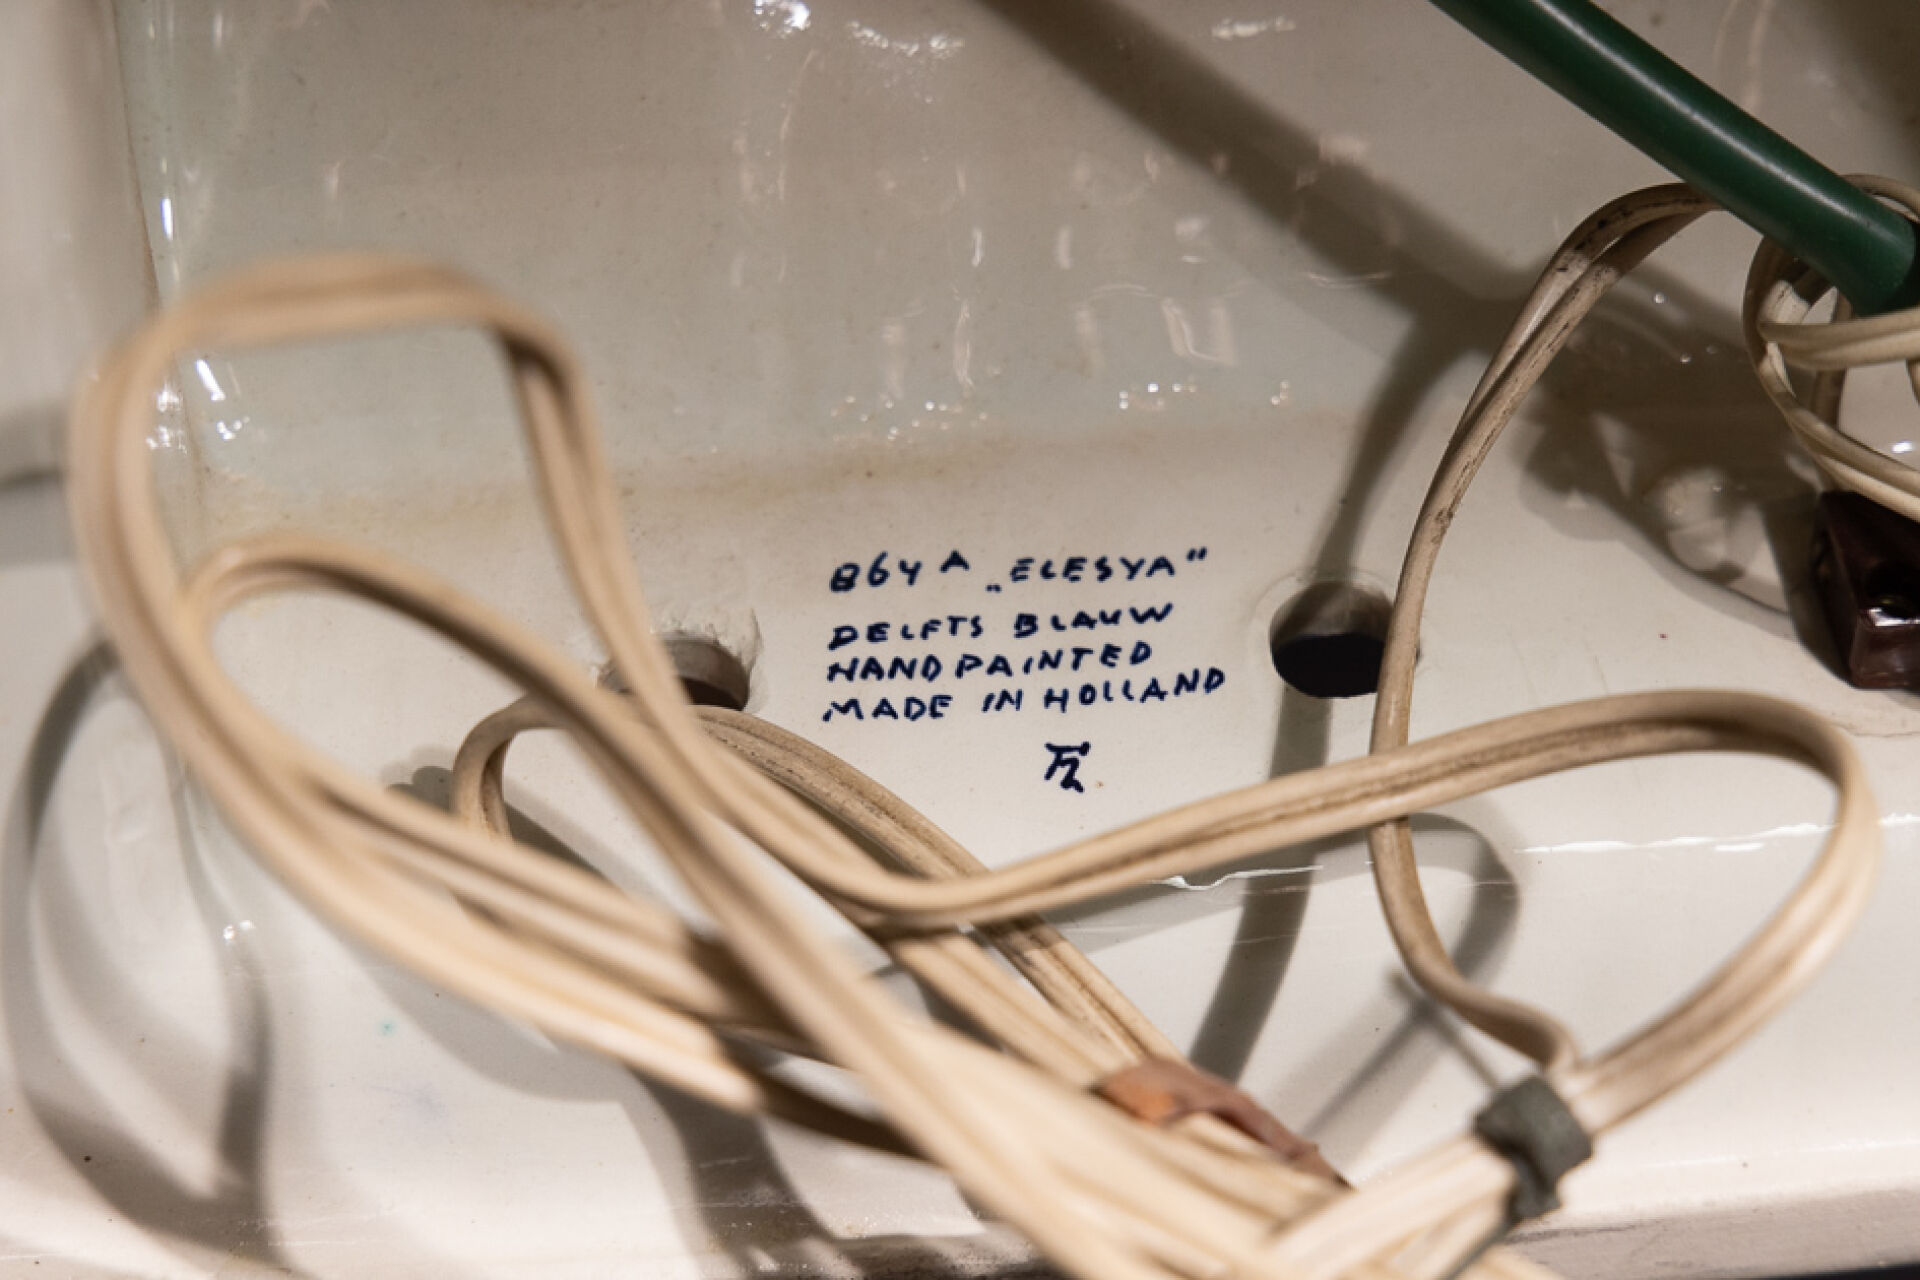 864 A „ELESYA"
DELFTS BLAUW
HANDPAINTED
MADE IN HOLLAND